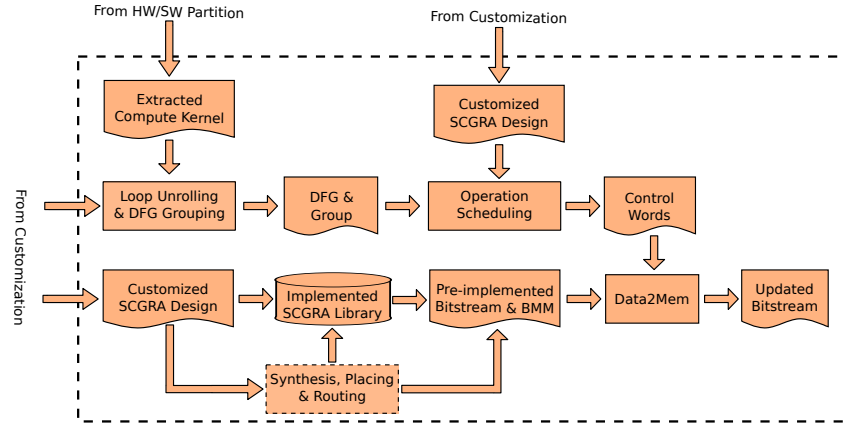 From HW/SW Partition
From Customization
Extracted
Compute Kernel
Customized
SCGRA Design
From Customization
Loop Unrolling
& DFG Grouping
DFG &
Group
Operation
Scheduling
Control
Words
Customized
SCGRA Design
Implemented
SCGRA Library
Pre-implemented
Bitstream & BMM
Data2Mem
Updated
Bitstream
Synthesis, Placing
& Routing